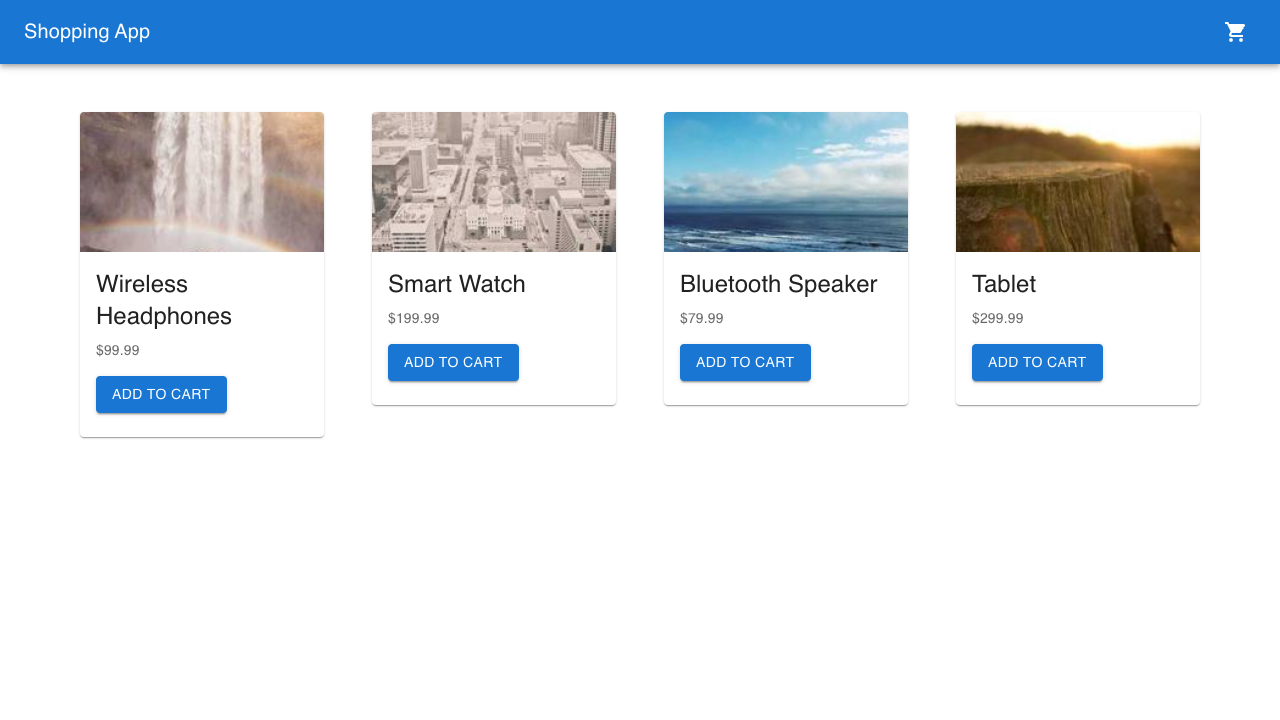 Shopping App
Wireless
Headphones
$99.99
ADD TO CART
Smart Watch
$199.99
ADD TO CART
Bluetooth Speaker
$79.99
ADD TO CART
Tablet
$299.99
ADD TO CART